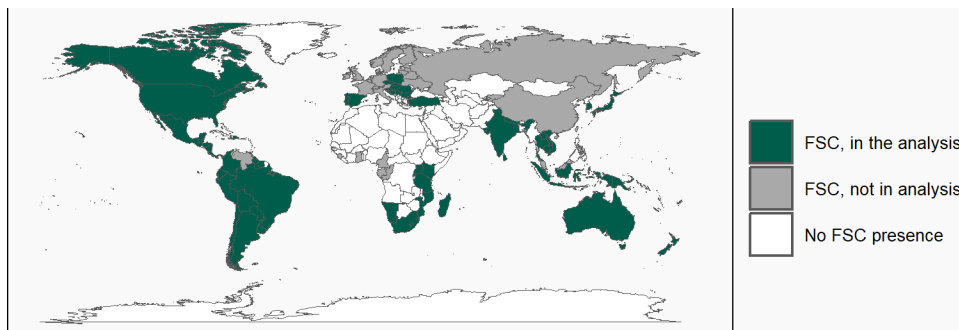 FSC, in the analysis
FSC, not in analysis
No FSC presence